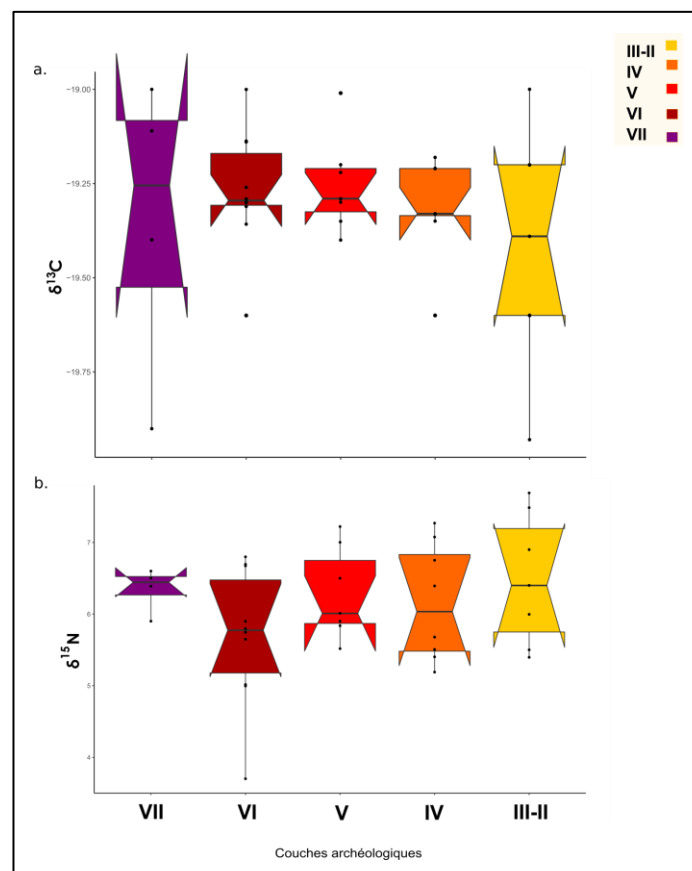 III-II
IV
V
VI
VII
a.
−19.00
−19.25
−19.50
−19.75
δ¹³C
b.
7
6
5
4
δ¹⁵N
VII VI V IV III-II
Couches archéologiques